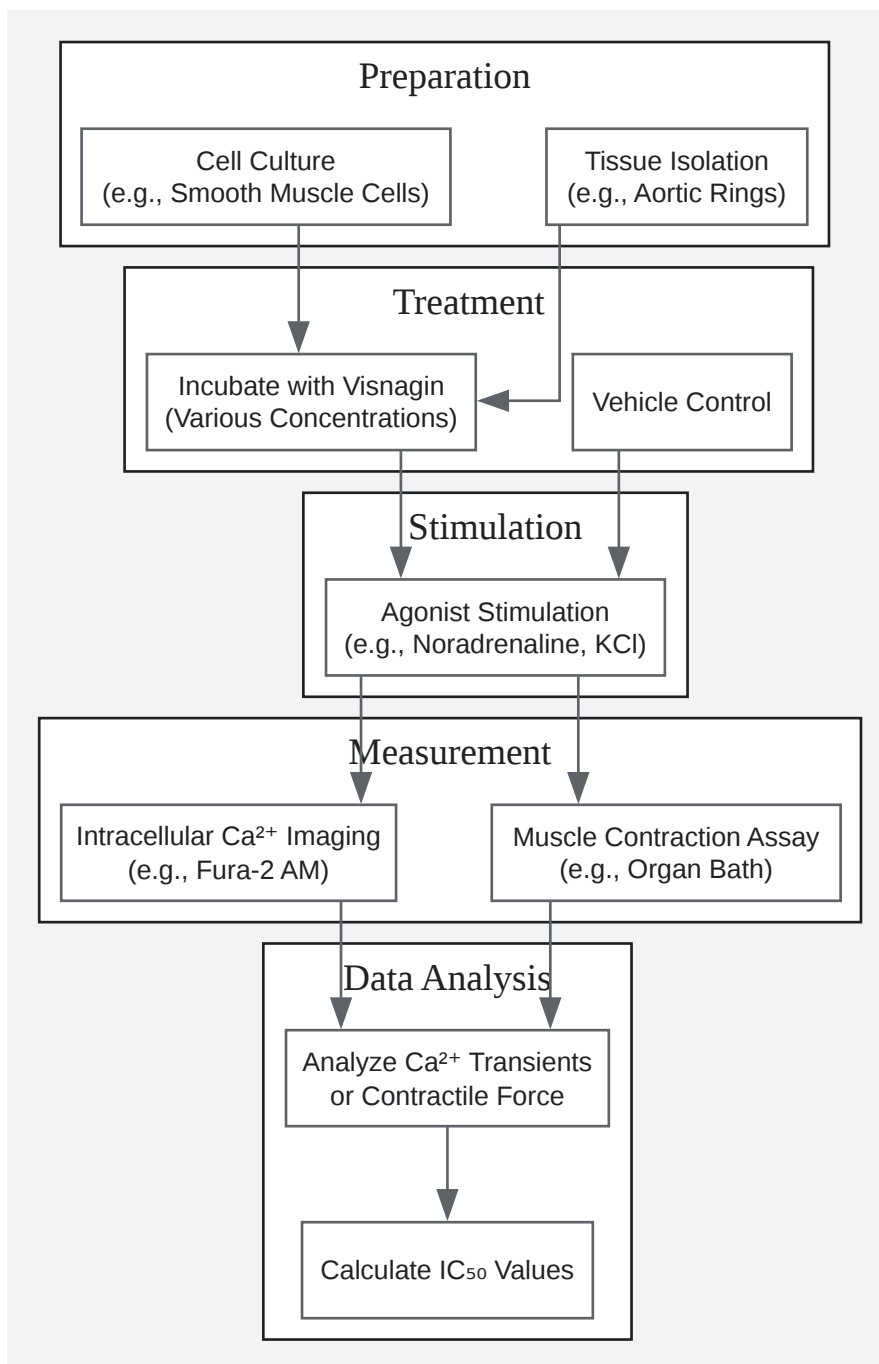 Preparation
Cell Culture
(e.g., Smooth Muscle Cells)
Tissue Isolation
(e.g., Aortic Rings)
Treatment
Incubate with Visnagin
(Various Concentrations)
Vehicle Control
Stimulation
Agonist Stimulation
(e.g., Noradrenaline, KCl)
Measurement
Intracellular Ca²⁺ Imaging
(e.g., Fura-2 AM)
Muscle Contraction Assay
(e.g., Organ Bath)
Data Analysis
Analyze Ca²⁺ Transients
or Contractile Force
Calculate IC₅₀ Values